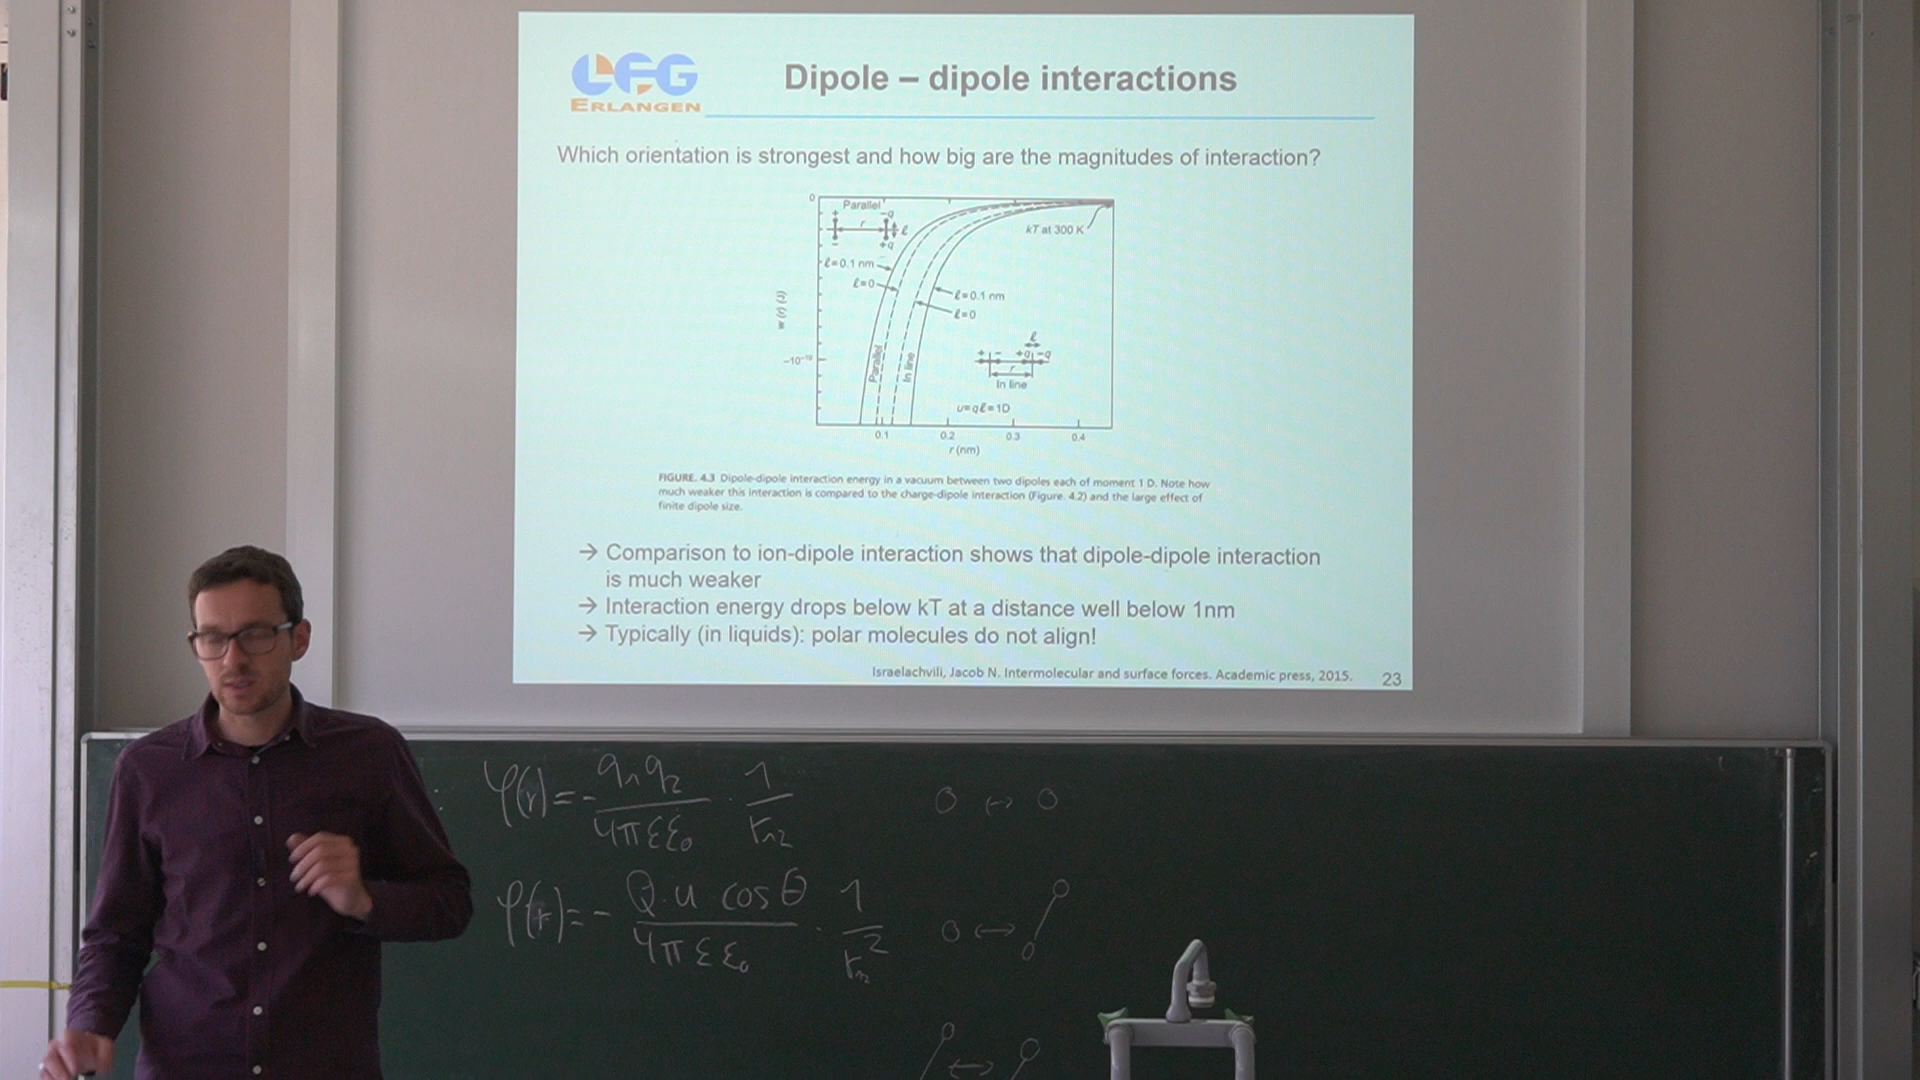 LFG
ERLANGEN
Dipole – dipole interactions
Which orientation is strongest and how big are the magnitudes of interaction?
0
Parallel
+
-q
r
ℓ
-
+q
kT at 300 K
ℓ=0.1 nm
ℓ=0
ℓ=0.1 nm
ℓ=0
w (r) (J)
Parallel
In line
ℓ
+ - +q -q
r
In line
-10⁻¹⁹
u=qℓ=1D
0.1 0.2 0.3 0.4
r (nm)
FIGURE. 4.3 Dipole-dipole interaction energy in a vacuum between two dipoles each of moment 1 D. Note how
much weaker this interaction is compared to the charge-dipole interaction (Figure. 4.2) and the large effect of
finite dipole size.
→ Comparison to ion-dipole interaction shows that dipole-dipole interaction
is much weaker
→ Interaction energy drops below kT at a distance well below 1nm
→ Typically (in liquids): polar molecules do not align!
Israelachvili, Jacob N. Intermolecular and surface forces. Academic press, 2015.
23
φ(r)=- q₁q₂ / 4πεε₀ · 1 / r₁₂
φ(r)=- Q·u cosθ / 4πεε₀ · 1 / r₁₂²